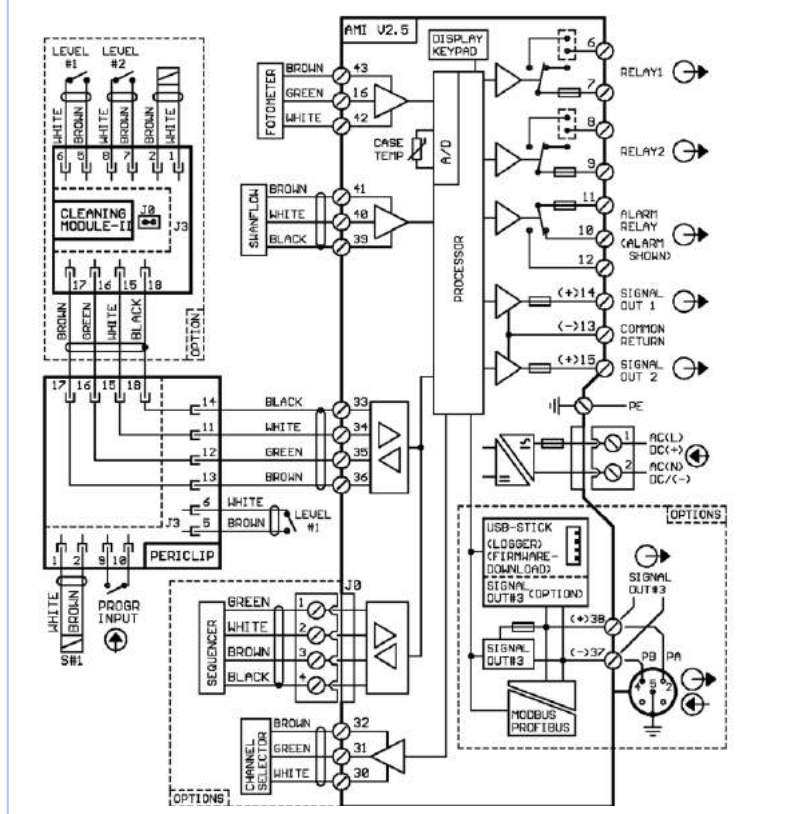 AMI V2.5
DISPLAY
KEYPAD
LEVEL
#1
LEVEL
#2
WHITE
BROWN
WHITE
BROWN
WHITE
6
5
8
7
2
1
CLEANING
MODULE-II
J0
J3
17
16
15
18
BROWN
GREEN
WHITE
BLACK
OPTION
FOTOMETER
BROWN
43
GREEN
16
WHITE
42
CASE
TEMP
A/D
SWANFLOW
BROWN
41
WHITE
40
BLACK
39
PROCESSOR
6
RELAY1
7
8
RELAY2
9
11
ALARM
10
RELAY
(ALARM
SHOWN)
12
(+)14
SIGNAL
OUT 1
(-)13
COMMON
RETURN
(+)15
SIGNAL
OUT 2
PE
1
AC(L)
DC(+)
2
AC(N)
DC/(-)
17
16
15
18
14
BLACK
33
11
WHITE
34
12
GREEN
35
13
BROWN
36
6
WHITE
J3
5
BROWN
LEVEL
#1
PERICLIP
1
2
9
10
WHITE
BROWN
PROGR
INPUT
S#1
OPTIONS
USB-STICK
(LOGGER)
(FIRMWARE-
DOWNLOAD)
SIGNAL
OUT#3 (OPTION)
SIGNAL
OUT#3
(+)38
SIGNAL
OUT#3
(-)37
PB
PA
4
5
2
MODBUS
PROFIBUS
J0
SEQUENCER
GREEN
1
WHITE
2
BROWN
3
BLACK
4
CHANNEL
SELECTOR
BROWN
32
GREEN
31
WHITE
30
OPTIONS